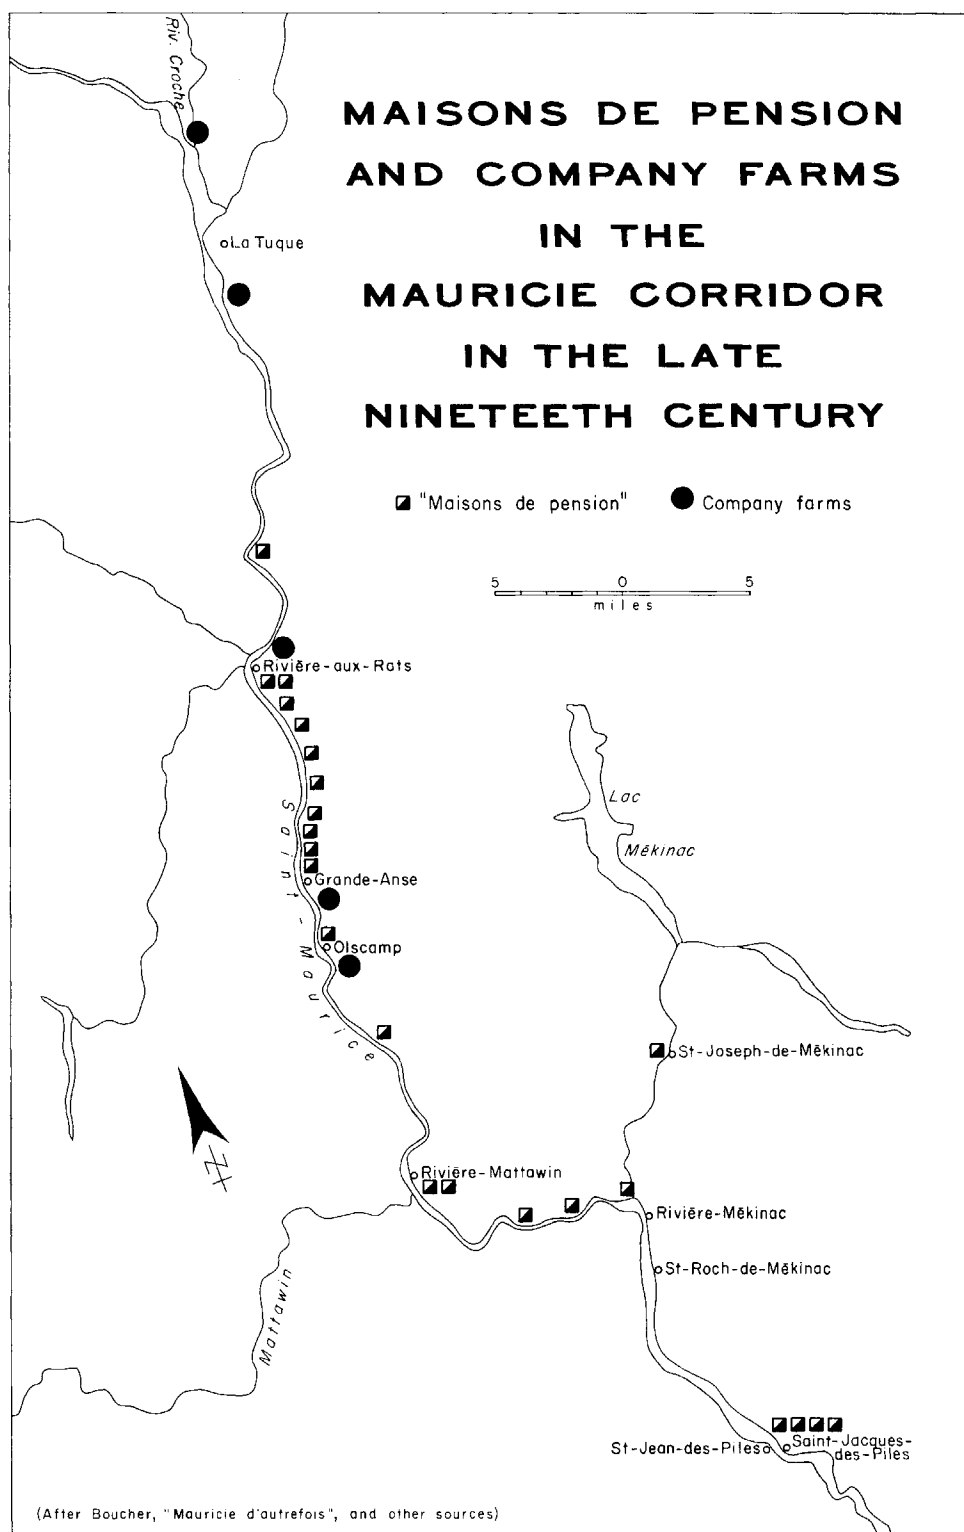 MAISONS DE PENSION
AND COMPANY FARMS
IN THE
MAURICIE CORRIDOR
IN THE LATE
NINETEETH CENTURY
"Maisons de pension"
Company farms
5 0 5
miles
Riv. Croche
La Tuque
Rivière-aux-Rats
Saint-Maurice
Lac
Mékinac
Grande-Anse
Olscamp
St-Joseph-de-Mékinac
N
Rivière-Mattawin
Rivière-Mékinac
St-Roch-de-Mékinac
Mattawin
St-Jean-des-Piles
Saint-Jacques-
des-Piles
(After Boucher, "Mauricie d'autrefois", and other sources)